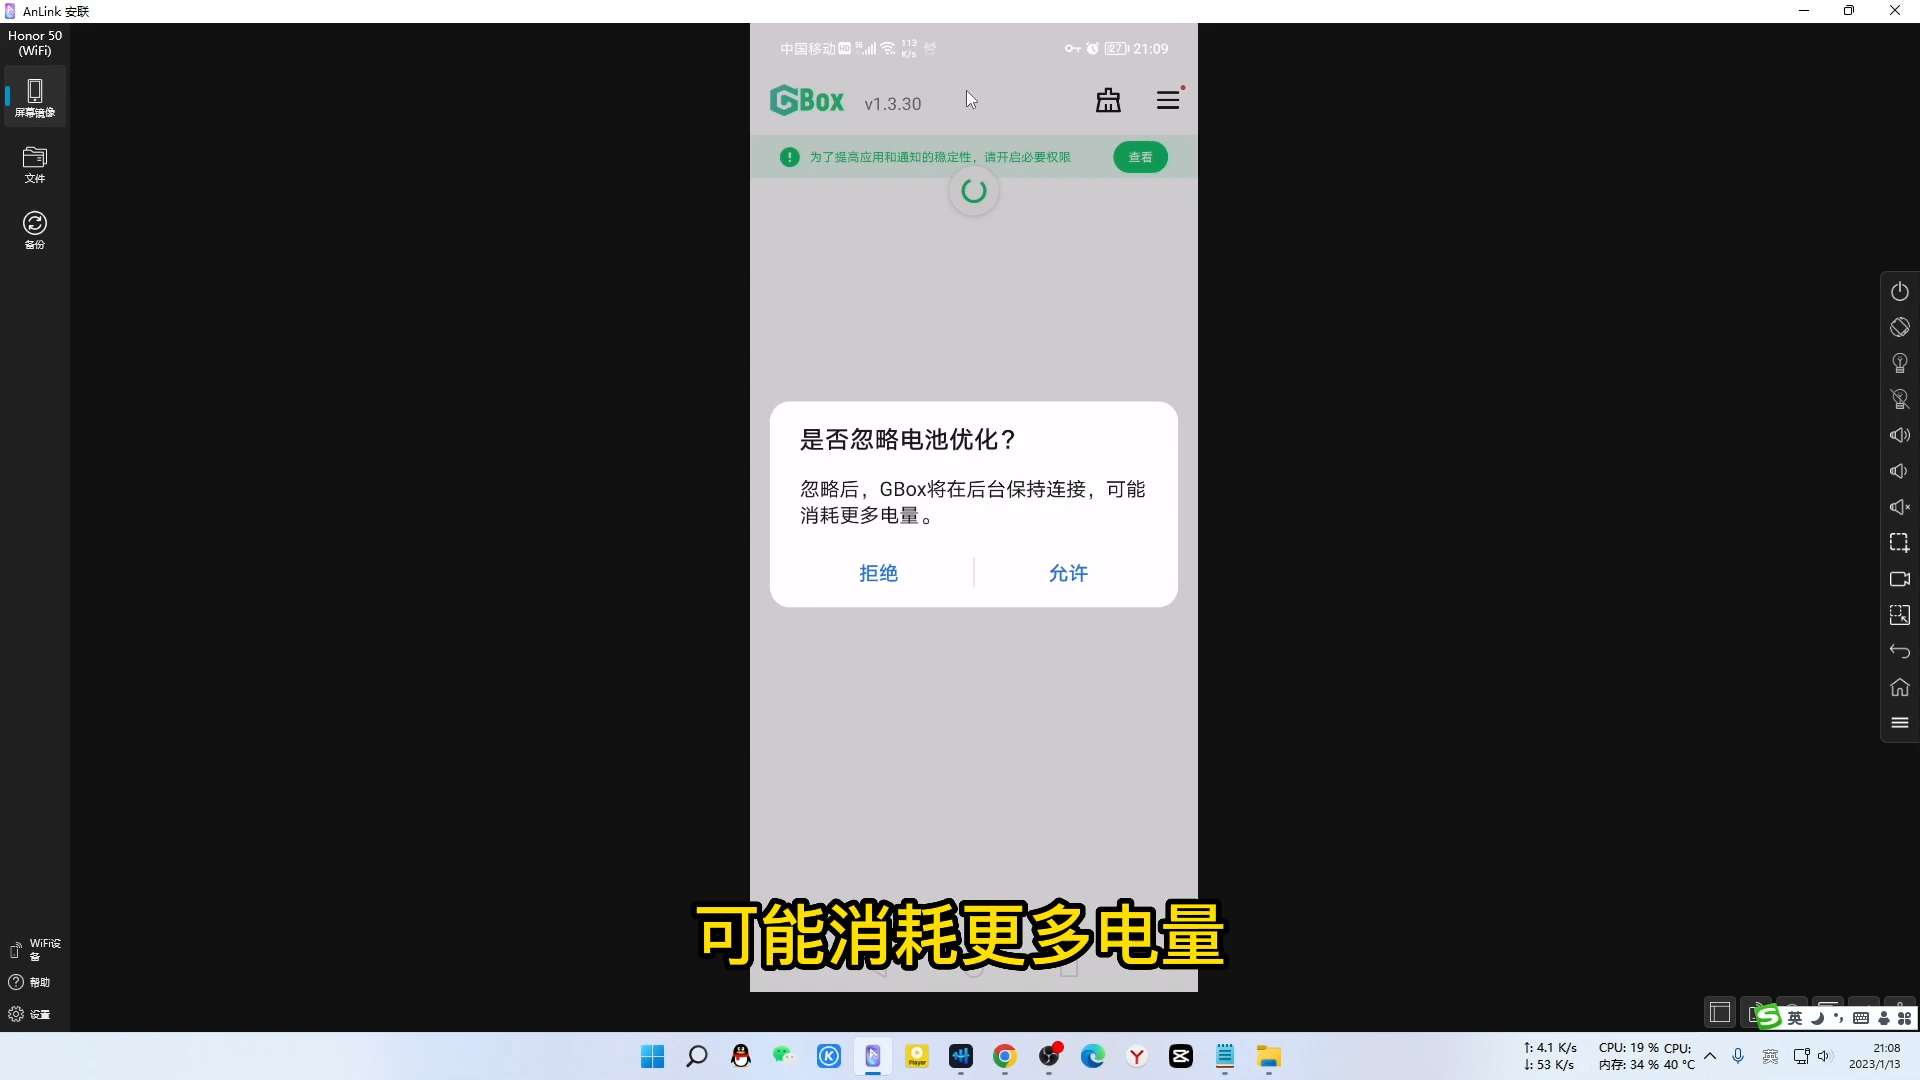 AnLink 安联
Honor 50
(WiFi)
屏幕镜像
文件
备份
WiFi设
备
帮助
设置
中国移动 HD 5G 113 K/s 27 21:09
GBox v1.3.30
为了提高应用和通知的稳定性，请开启必要权限 查看
是否忽略电池优化？
忽略后，GBox将在后台保持连接，可能
消耗更多电量。
拒绝 允许
可能消耗更多电量
英
↑: 4.1 K/s CPU: 19 % CPU:
↓: 53 K/s 内存: 34 % 40 °C
英
21:08
2023/1/13